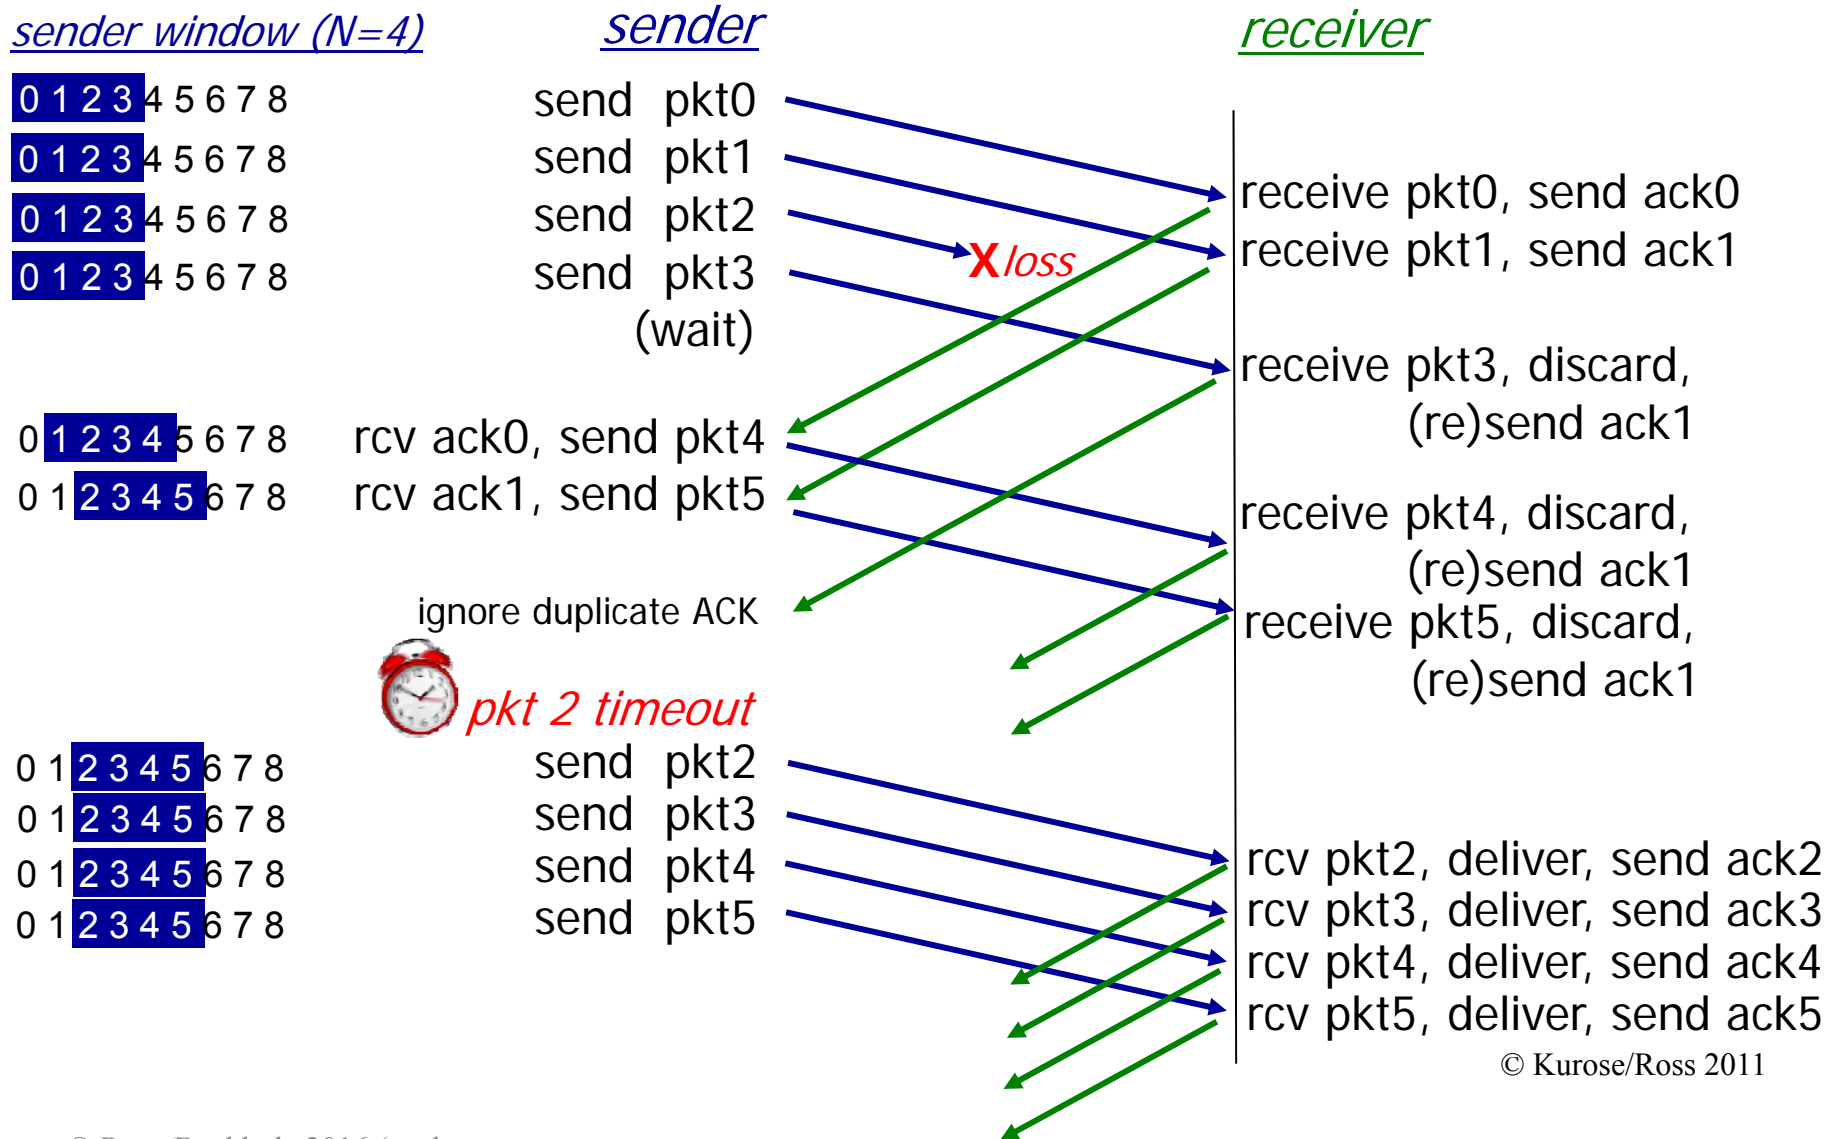 sender window (N=4) sender receiver
0 1 2 3 4 5 6 7 8 send pkt0
0 1 2 3 4 5 6 7 8 send pkt1
receive pkt0, send ack0
0 1 2 3 4 5 6 7 8 send pkt2
receive pkt1, send ack1
X loss
0 1 2 3 4 5 6 7 8 send pkt3
(wait)
receive pkt3, discard,
(re)send ack1
0 1 2 3 4 5 6 7 8 rcv ack0, send pkt4
0 1 2 3 4 5 6 7 8 rcv ack1, send pkt5
receive pkt4, discard,
(re)send ack1
ignore duplicate ACK
receive pkt5, discard,
(re)send ack1
pkt 2 timeout
0 1 2 3 4 5 6 7 8 send pkt2
0 1 2 3 4 5 6 7 8 send pkt3
0 1 2 3 4 5 6 7 8 send pkt4
0 1 2 3 4 5 6 7 8 send pkt5
rcv pkt2, deliver, send ack2
rcv pkt3, deliver, send ack3
rcv pkt4, deliver, send ack4
rcv pkt5, deliver, send ack5
© Kurose/Ross 2011